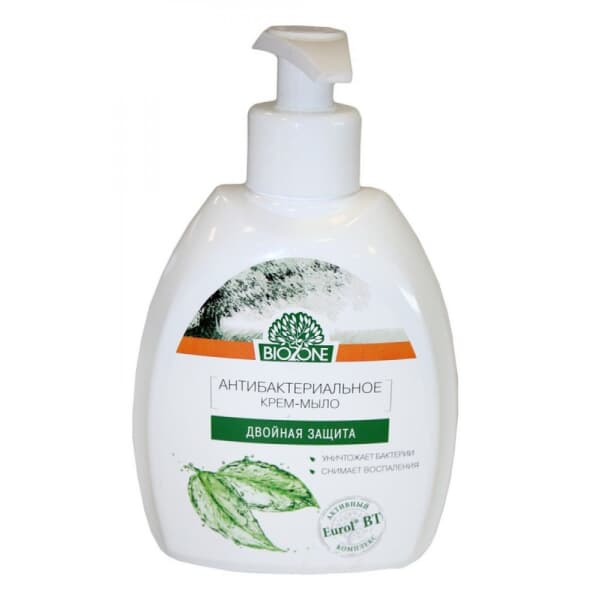 BIOZONE
АНТИБАКТЕРИАЛЬНОЕ
КРЕМ-МЫЛО
ДВОЙНАЯ ЗАЩИТА
УНИЧТОЖАЕТ БАКТЕРИИ
СНИМАЕТ ВОСПАЛЕНИЯ
АКТИВНЫЙ
Eurol® BT
КОМПЛЕКС